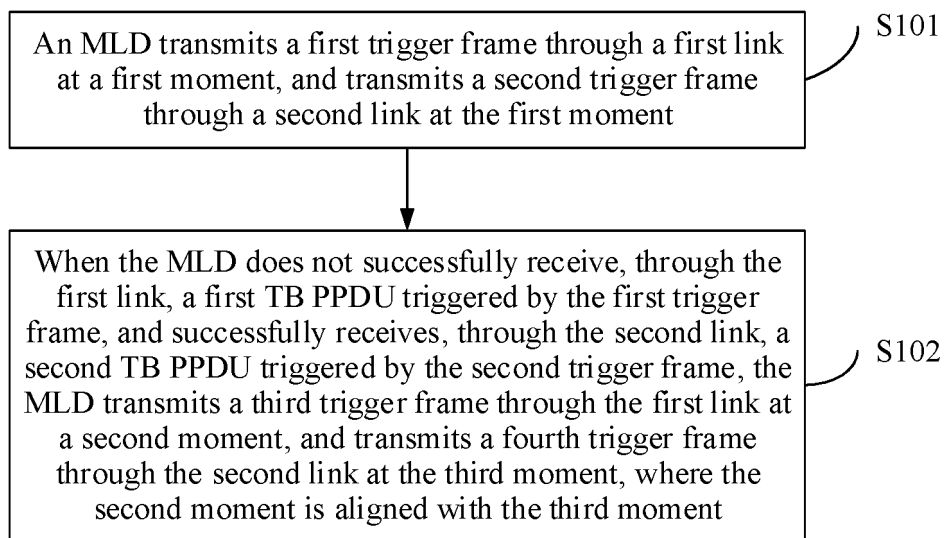 An MLD transmits a first trigger frame through a first link
at a first moment, and transmits a second trigger frame
through a second link at the first moment
S101
When the MLD does not successfully receive, through the
first link, a first TB PPDU triggered by the first trigger
frame, and successfully receives, through the second link, a
second TB PPDU triggered by the second trigger frame, the
MLD transmits a third trigger frame through the first link at
a second moment, and transmits a fourth trigger frame
through the second link at the third moment, where the
second moment is aligned with the third moment
S102